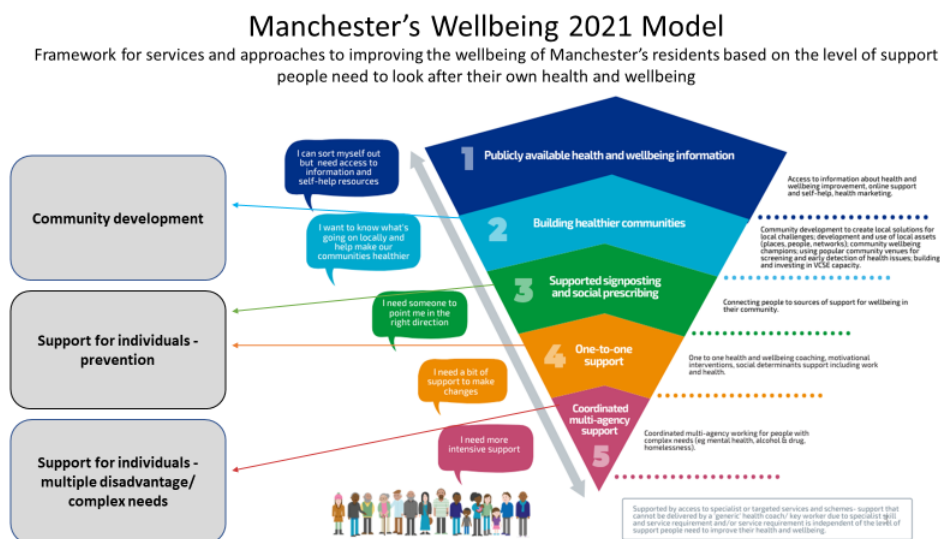 Manchester's Wellbeing 2021 Model
Framework for services and approaches to improving the wellbeing of Manchester's residents based on the level of support
people need to look after their own health and wellbeing
Community development
Support for individuals -
prevention
Support for individuals -
multiple disadvantage/
complex needs
I can sort myself out
but need access to
information and
self-help resources
I want to know what's
going on locally and
help make our
communities healthier
I need someone to
point me in the
right direction
I need a bit of
support to make
changes
I need more
intensive support
1 Publicly available health and wellbeing information
2 Building healthier communities
3 Supported signposting
and social prescribing
4 One-to-one
support
Coordinated
multi-agency
support
5
Access to information about health and
wellbeing improvement, online support
and self-help, health marketing.
Community development to create local solutions for
local challenges; development and use of local assets
(places, people, networks); community wellbeing
champions; using popular community venues for
screening and early detection of health issues; building
and investing in VCSE capacity.
Connecting people to sources of support for wellbeing in
their community.
One to one health and wellbeing coaching, motivational
interventions, social determinants support including work
and health.
Coordinated multi-agency working for people with
complex needs (eg mental health, alcohol & drug,
homelessness).
Supported by access to specialist or targeted services and schemes- support that
cannot be delivered by a 'generic' health coach/ key worker due to specialist skill
and service requirement and/or service requirement is independent of the level of
support people need to improve their health and wellbeing.